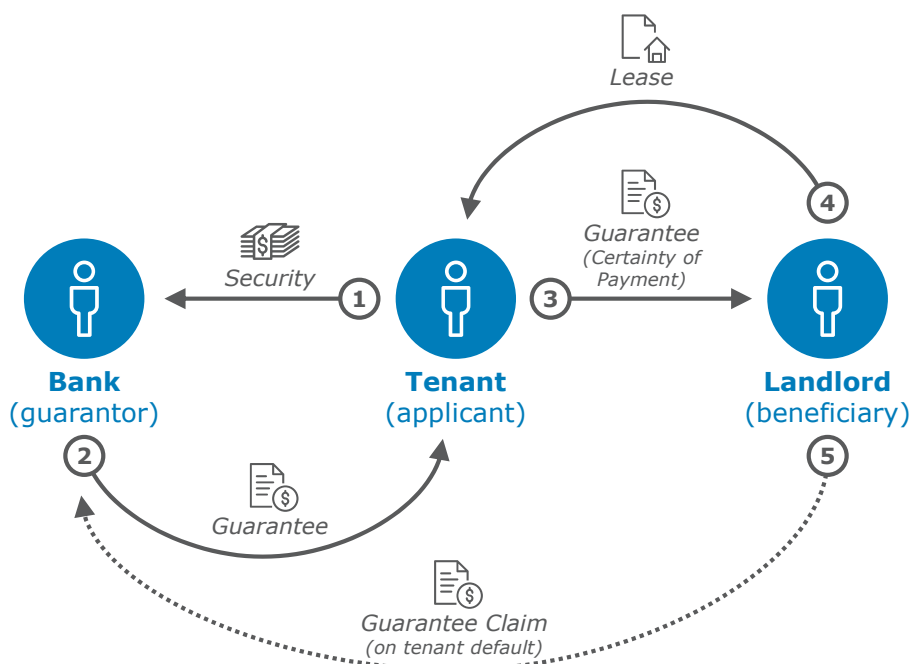 Lease
4
Guarantee
(Certainty of
Payment)
$
$
Security
1
3
Bank
(guarantor)
Tenant
(applicant)
Landlord
(beneficiary)
2
5
$
Guarantee
$
Guarantee Claim
(on tenant default)